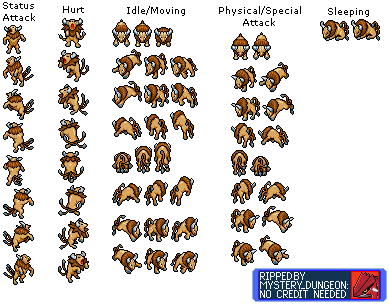 Status
Attack
Hurt
Idle/Moving
Physical/Special
Attack
Sleeping
RIPPED BY
MYSTERY_DUNGEON:
NO CREDIT NEEDED